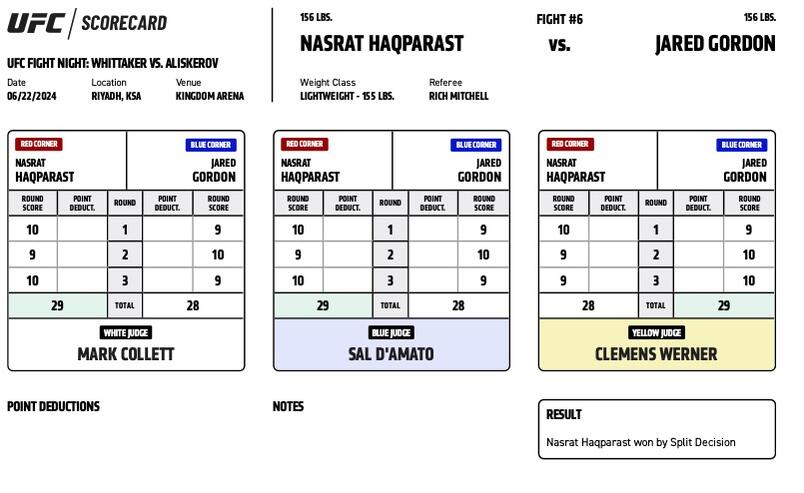 UFC / SCORECARD
UFC FIGHT NIGHT: WHITTAKER VS. ALISKEROV
Date Location Venue
06/22/2024 RIYADH, KSA KINGDOM ARENA
156 LBS. FIGHT #6 156 LBS.
NASRAT HAQPARAST VS. JARED GORDON
Weight Class Referee
LIGHTWEIGHT - 155 LBS. RICH MITCHELL
RED CORNER BLUE CORNER
NASRAT JARED
HAQPARAST GORDON
ROUND SCORE POINT DEDUCT. ROUND POINT DEDUCT. ROUND SCORE
10 1 9
9 2 10
10 3 9
29 TOTAL 28
WHITE JUDGE
MARK COLLETT
RED CORNER BLUE CORNER
NASRAT JARED
HAQPARAST GORDON
ROUND SCORE POINT DEDUCT. ROUND POINT DEDUCT. ROUND SCORE
10 1 9
9 2 10
10 3 9
29 TOTAL 28
BLUE JUDGE
SAL D'AMATO
RED CORNER BLUE CORNER
NASRAT JARED
HAQPARAST GORDON
ROUND SCORE POINT DEDUCT. ROUND POINT DEDUCT. ROUND SCORE
10 1 9
9 2 10
9 3 10
28 TOTAL 29
YELLOW JUDGE
CLEMENS WERNER
POINT DEDUCTIONS
NOTES
RESULT
Nasrat Haqparast won by Split Decision